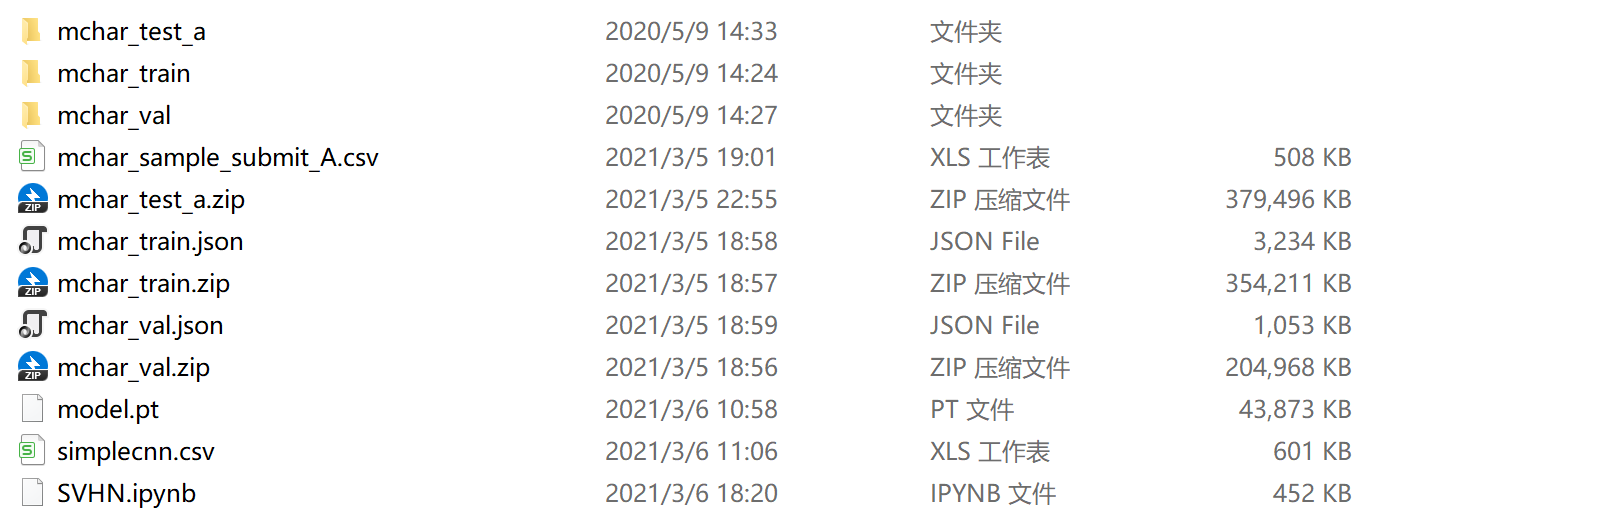 mchar_test_a 2020/5/9 14:33 文件夹
mchar_train 2020/5/9 14:24 文件夹
mchar_val 2020/5/9 14:27 文件夹
mchar_sample_submit_A.csv 2021/3/5 19:01 XLS 工作表 508 KB
ZIP mchar_test_a.zip 2021/3/5 22:55 ZIP 压缩文件 379,496 KB
mchar_train.json 2021/3/5 18:58 JSON File 3,234 KB
ZIP mchar_train.zip 2021/3/5 18:57 ZIP 压缩文件 354,211 KB
mchar_val.json 2021/3/5 18:59 JSON File 1,053 KB
ZIP mchar_val.zip 2021/3/5 18:56 ZIP 压缩文件 204,968 KB
model.pt 2021/3/6 10:58 PT 文件 43,873 KB
simplecnn.csv 2021/3/6 11:06 XLS 工作表 601 KB
SVHN.ipynb 2021/3/6 18:20 IPYNB 文件 452 KB